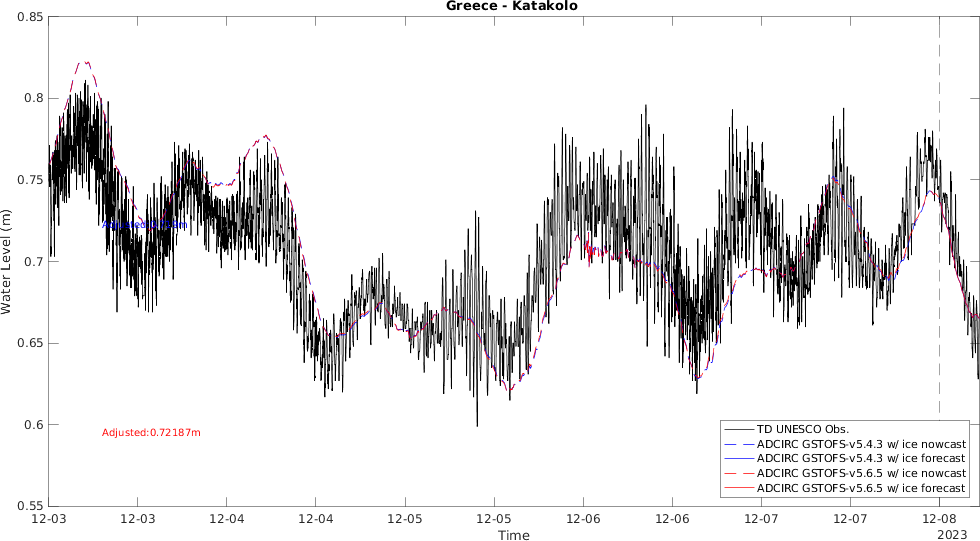 Greece - Katakolo
Water Level (m)
0.85
0.8
0.75
0.7
0.65
0.6
0.55
Adjusted:
Adjusted:0.72187m
TD UNESCO Obs.
ADCIRC GSTOFS-v5.4.3 w/ ice nowcast
ADCIRC GSTOFS-v5.4.3 w/ ice forecast
ADCIRC GSTOFS-v5.6.5 w/ ice nowcast
ADCIRC GSTOFS-v5.6.5 w/ ice forecast
12-03 12-03 12-04 12-04 12-05 12-05 12-06 12-06 12-07 12-07 12-08
2023
Time